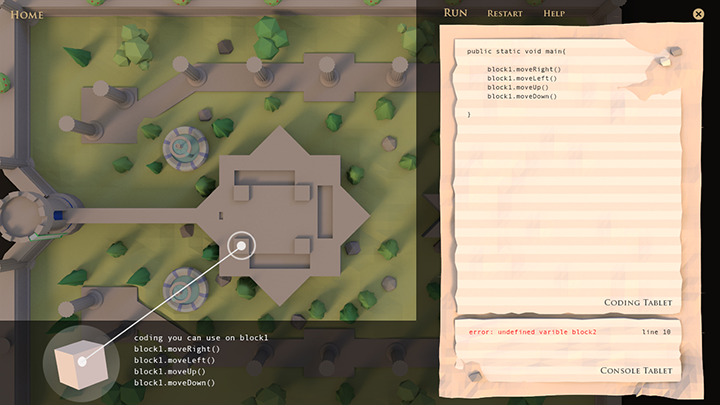 HOME
RUN RESTART HELP
public static void main{
block1.moveRight()
block1.moveLeft()
block1.moveUp()
block1.moveDown()
}
CODING TABLET
error: undefined varible block2 line 10
CONSOLE TABLET
coding you can use on block1
block1.moveRight()
block1.moveLeft()
block1.moveUp()
block1.moveDown()